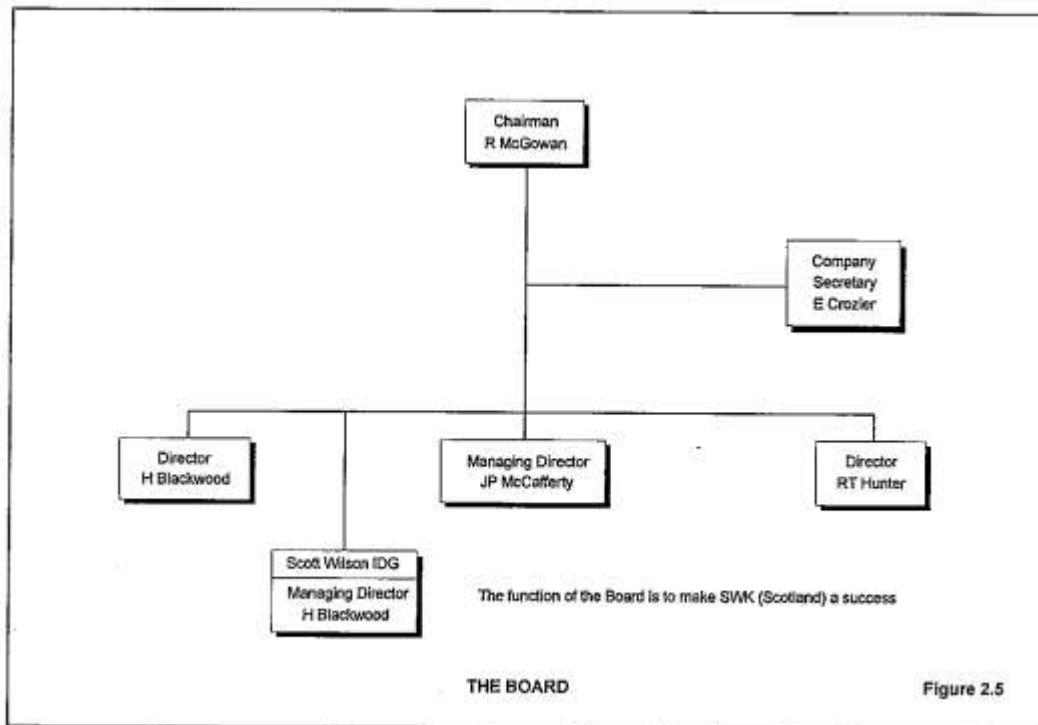 Chairman
R McGowan
Company
Secretary
E Crozier
Director
H Blackwood
Managing Director
JP McCafferty
Director
RT Hunter
Scott Wilson IDG
Managing Director
H Blackwood
The function of the Board is to make SWK (Scotland) a success
THE BOARD
Figure 2.5